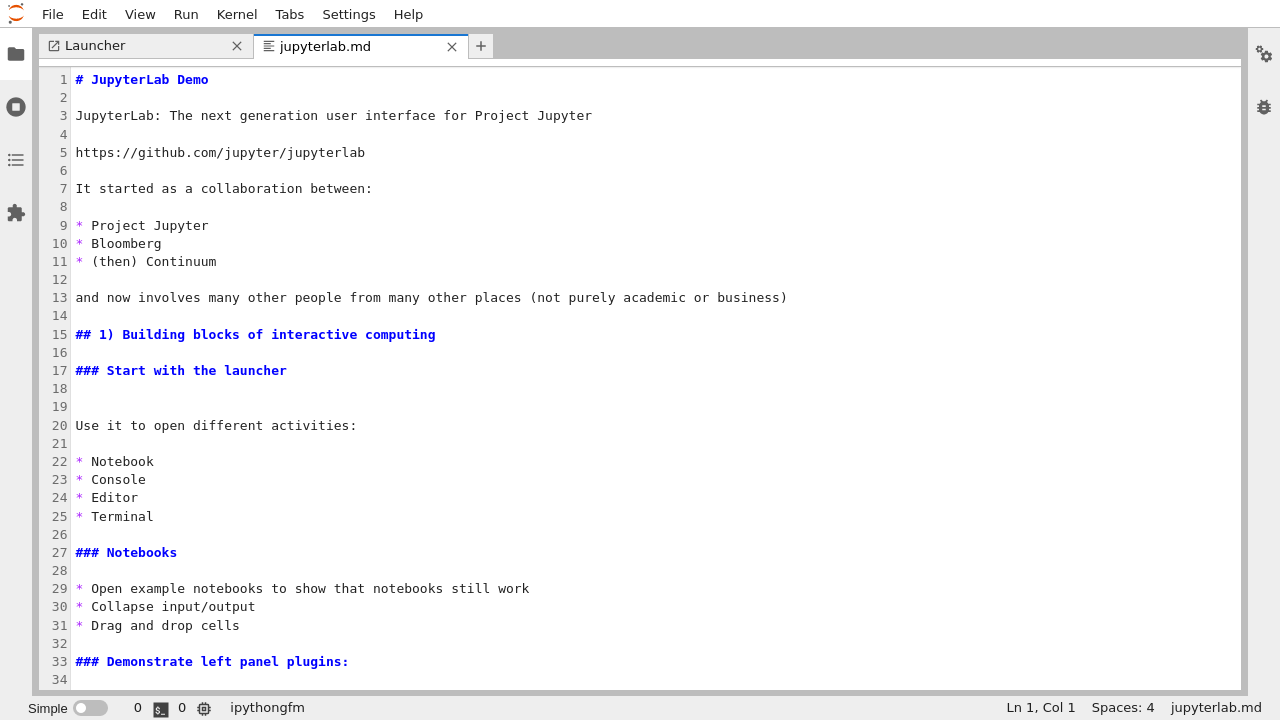 File Edit View Run Kernel Tabs Settings Help
Launcher jupyterlab.md
1 # JupyterLab Demo
2
3 JupyterLab: The next generation user interface for Project Jupyter
4
5 https://github.com/jupyter/jupyterlab
6
7 It started as a collaboration between:
8
9 * Project Jupyter
10 * Bloomberg
11 * (then) Continuum
12
13 and now involves many other people from many other places (not purely academic or business)
14
15 ## 1) Building blocks of interactive computing
16
17 ### Start with the launcher
18
19
20 Use it to open different activities:
21
22 * Notebook
23 * Console
24 * Editor
25 * Terminal
26
27 ### Notebooks
28
29 * Open example notebooks to show that notebooks still work
30 * Collapse input/output
31 * Drag and drop cells
32
33 ### Demonstrate left panel plugins:
34
Simple 0 $_ 0 ipythongfm Ln 1, Col 1 Spaces: 4 jupyterlab.md